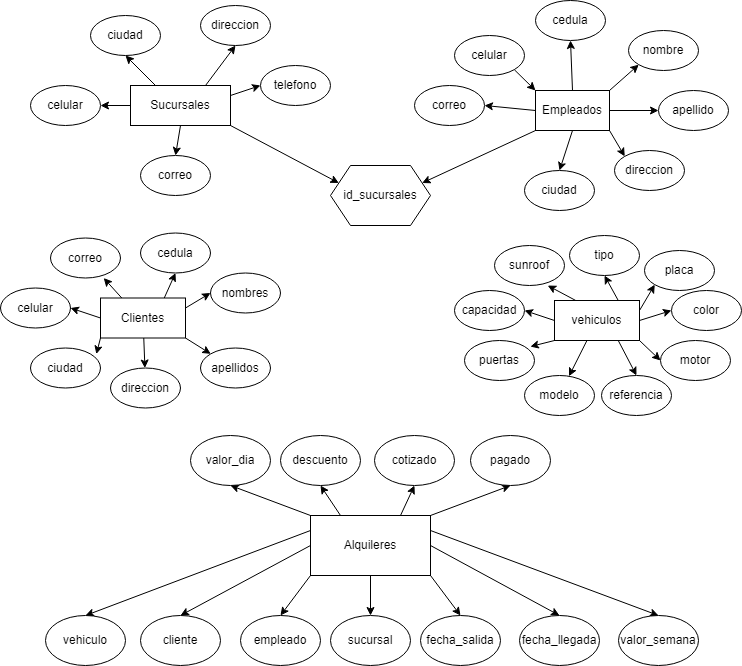 ciudad
direccion
telefono
celular
Sucursales
correo
cedula
nombre
celular
correo
Empleados
apellido
direccion
ciudad
id_sucursales
correo
cedula
nombres
celular
Clientes
ciudad
direccion
apellidos
sunroof
tipo
placa
capacidad
vehiculos
color
puertas
motor
modelo
referencia
valor_dia
descuento
cotizado
pagado
Alquileres
vehiculo
cliente
empleado
sucursal
fecha_salida
fecha_llegada
valor_semana